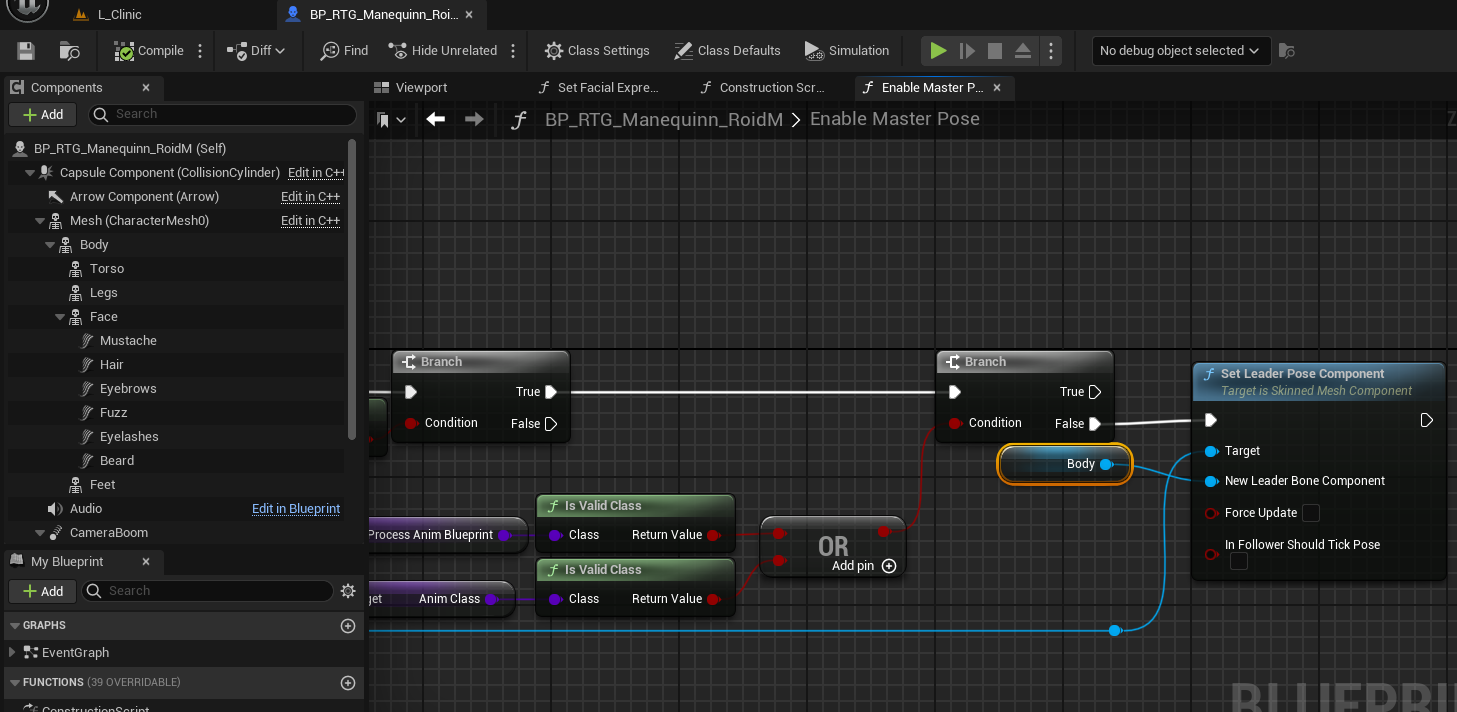 L_Clinic
BP_RTG_Manequinn_Roi...
Compile
Diff
Find
Hide Unrelated
Class Settings
Class Defaults
Simulation
No debug object selected
Components
Add
Search
BP_RTG_Manequinn_RoidM (Self)
Capsule Component (CollisionCylinder) Edit in C++
Arrow Component (Arrow) Edit in C++
Mesh (CharacterMesh0) Edit in C++
Body
Torso
Legs
Face
Mustache
Hair
Eyebrows
Fuzz
Eyelashes
Beard
Feet
Audio Edit in Blueprint
CameraBoom
My Blueprint
Add
Search
GRAPHS
EventGraph
FUNCTIONS (39 OVERRIDABLE)
ConstructionScript
Viewport
Set Facial Expre...
Construction Scr...
Enable Master P...
BP_RTG_Manequinn_RoidM > Enable Master Pose
Branch
True
Condition
False
Branch
True
Condition
False
Set Leader Pose Component
Target is Skinned Mesh Component
Target
New Leader Bone Component
Force Update
In Follower Should Tick Pose
Body
Process Anim Blueprint
Is Valid Class
Class Return Value
OR
Add pin
get Anim Class
Is Valid Class
Class Return Value